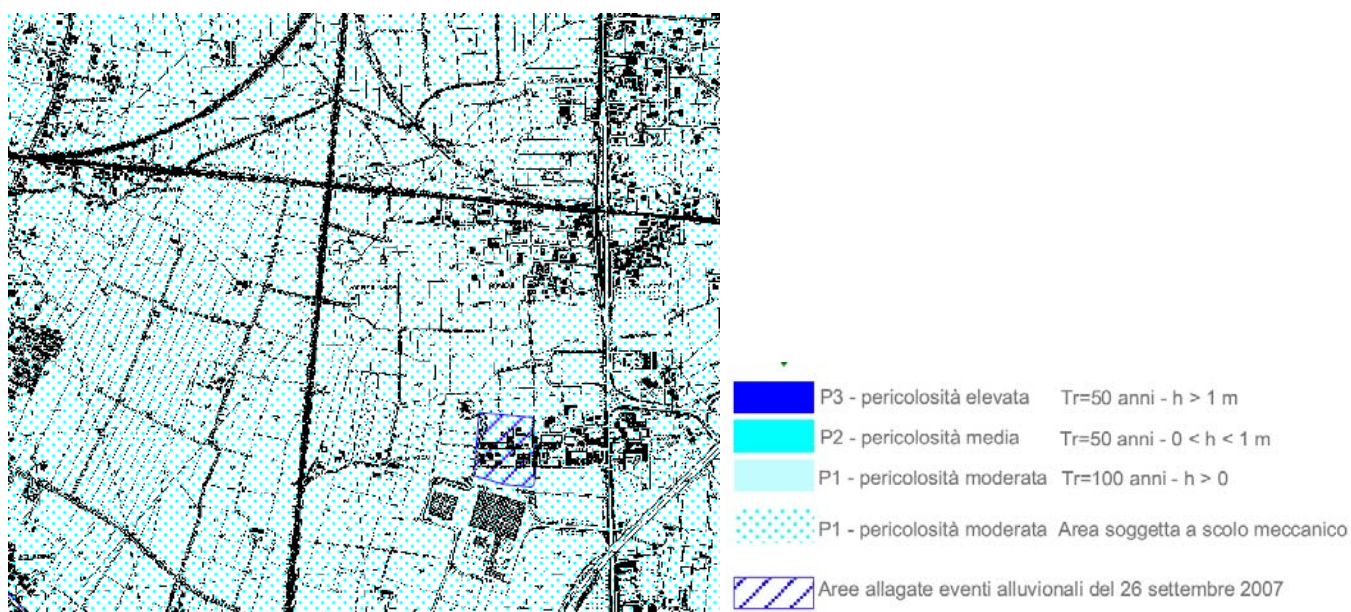 P3 - pericolosità elevata Tr=50 anni - h > 1 m
P2 - pericolosità media Tr=50 anni - 0 < h < 1 m
P1 - pericolosità moderata Tr=100 anni - h > 0
P1 - pericolosità moderata Area soggetta a scolo meccanico
Aree allagate eventi alluvionali del 26 settembre 2007